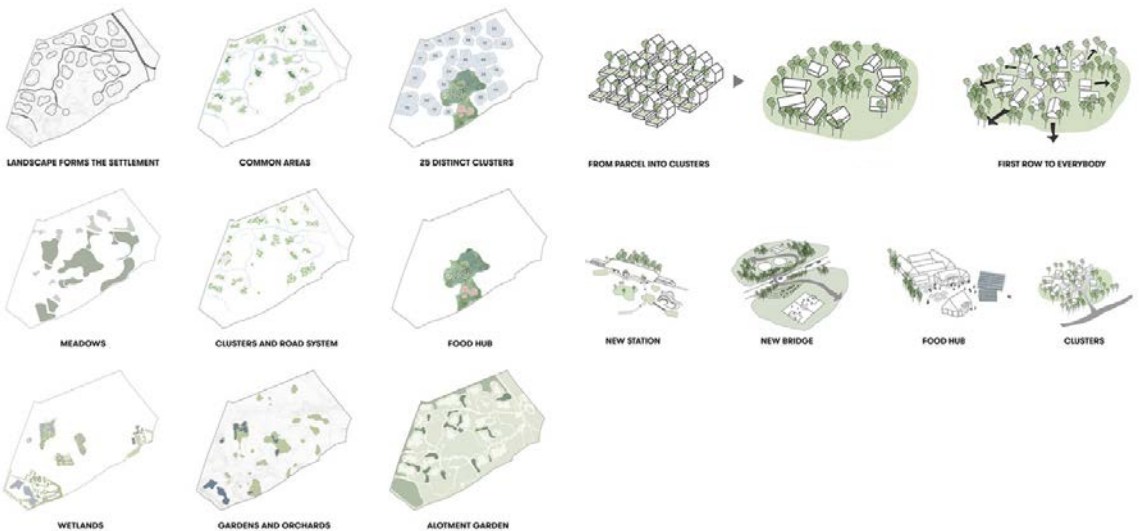 LANDSCAPE FORMS THE SETTLEMENT
COMMON AREAS
25 DISTINCT CLUSTERS
FROM PARCEL INTO CLUSTERS
FIRST ROW TO EVERYBODY
MEADOWS
CLUSTERS AND ROAD SYSTEM
FOOD HUB
NEW STATION
NEW BRIDGE
FOOD HUB
CLUSTERS
WETLANDS
GARDENS AND ORCHARDS
ALOTMENT GARDEN